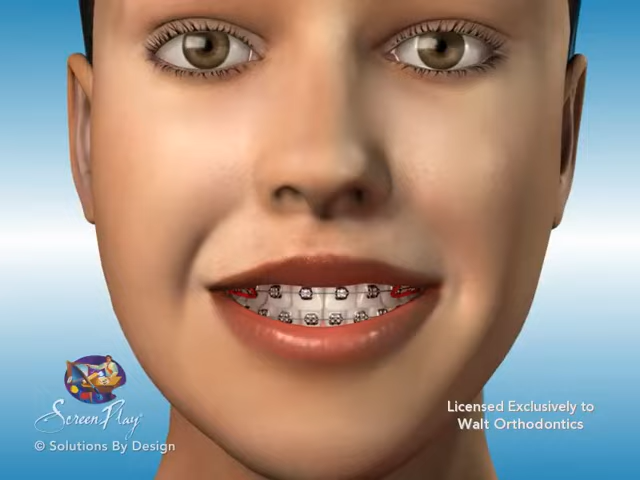 ScreenPlay
© Solutions By Design
Licensed Exclusively to
Walt Orthodontics